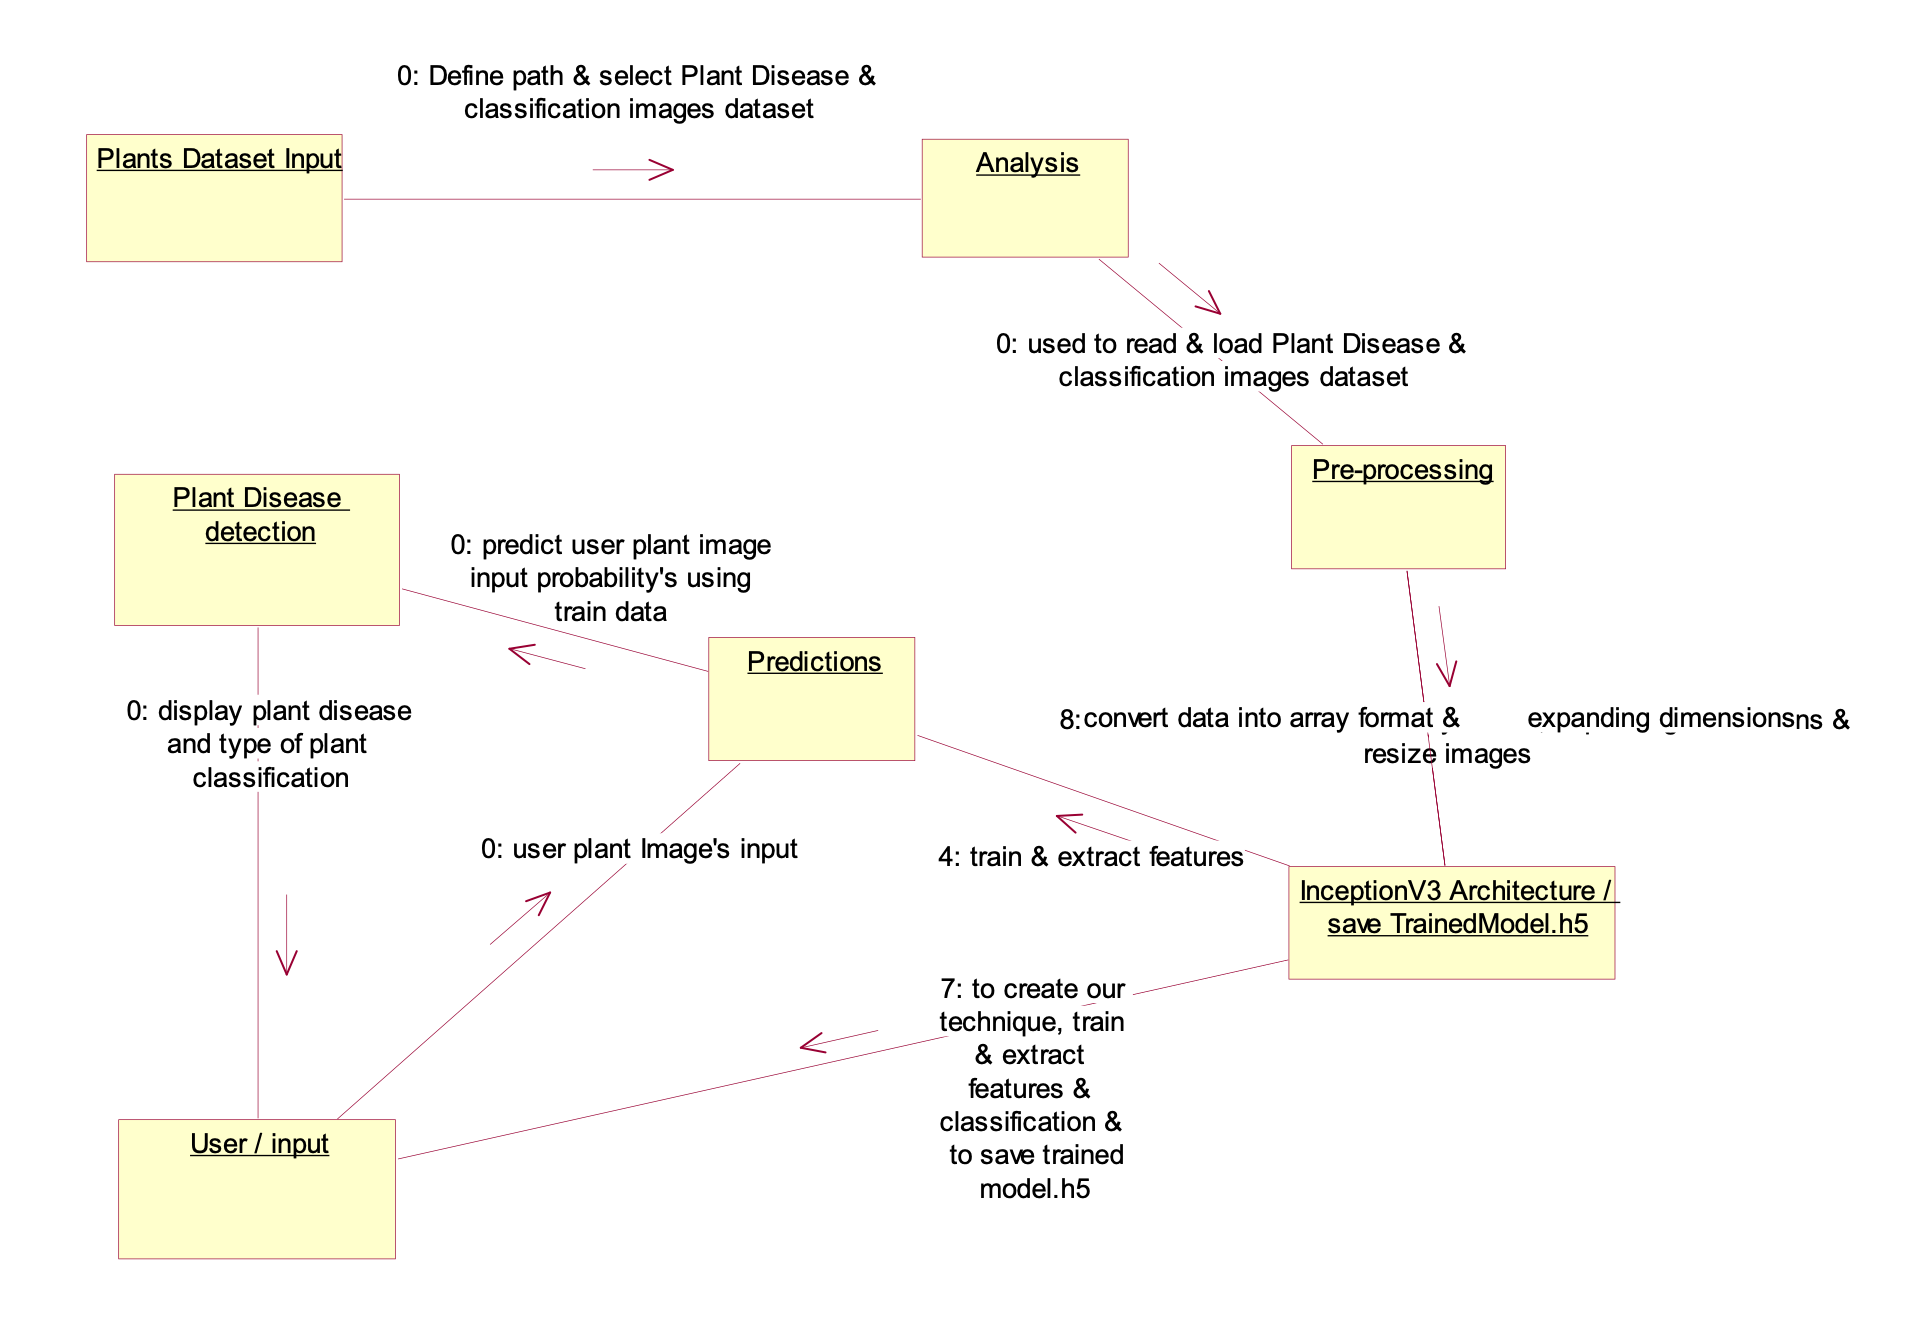 0: Define path & select Plant Disease &
classification images dataset
Plants Dataset Input
Analysis
0: used to read & load Plant Disease &
classification images dataset
Pre-processing
Plant Disease
detection
0: predict user plant image
input probability's using
train data
Predictions
0: display plant disease
and type of plant
classification
8:convert data into array format & expanding dimensionsns &
resize images
0: user plant Image's input
4: train & extract features
InceptionV3 Architecture /
save TrainedModel.h5
7: to create our
technique, train
& extract
features &
classification &
to save trained
model.h5
User / input